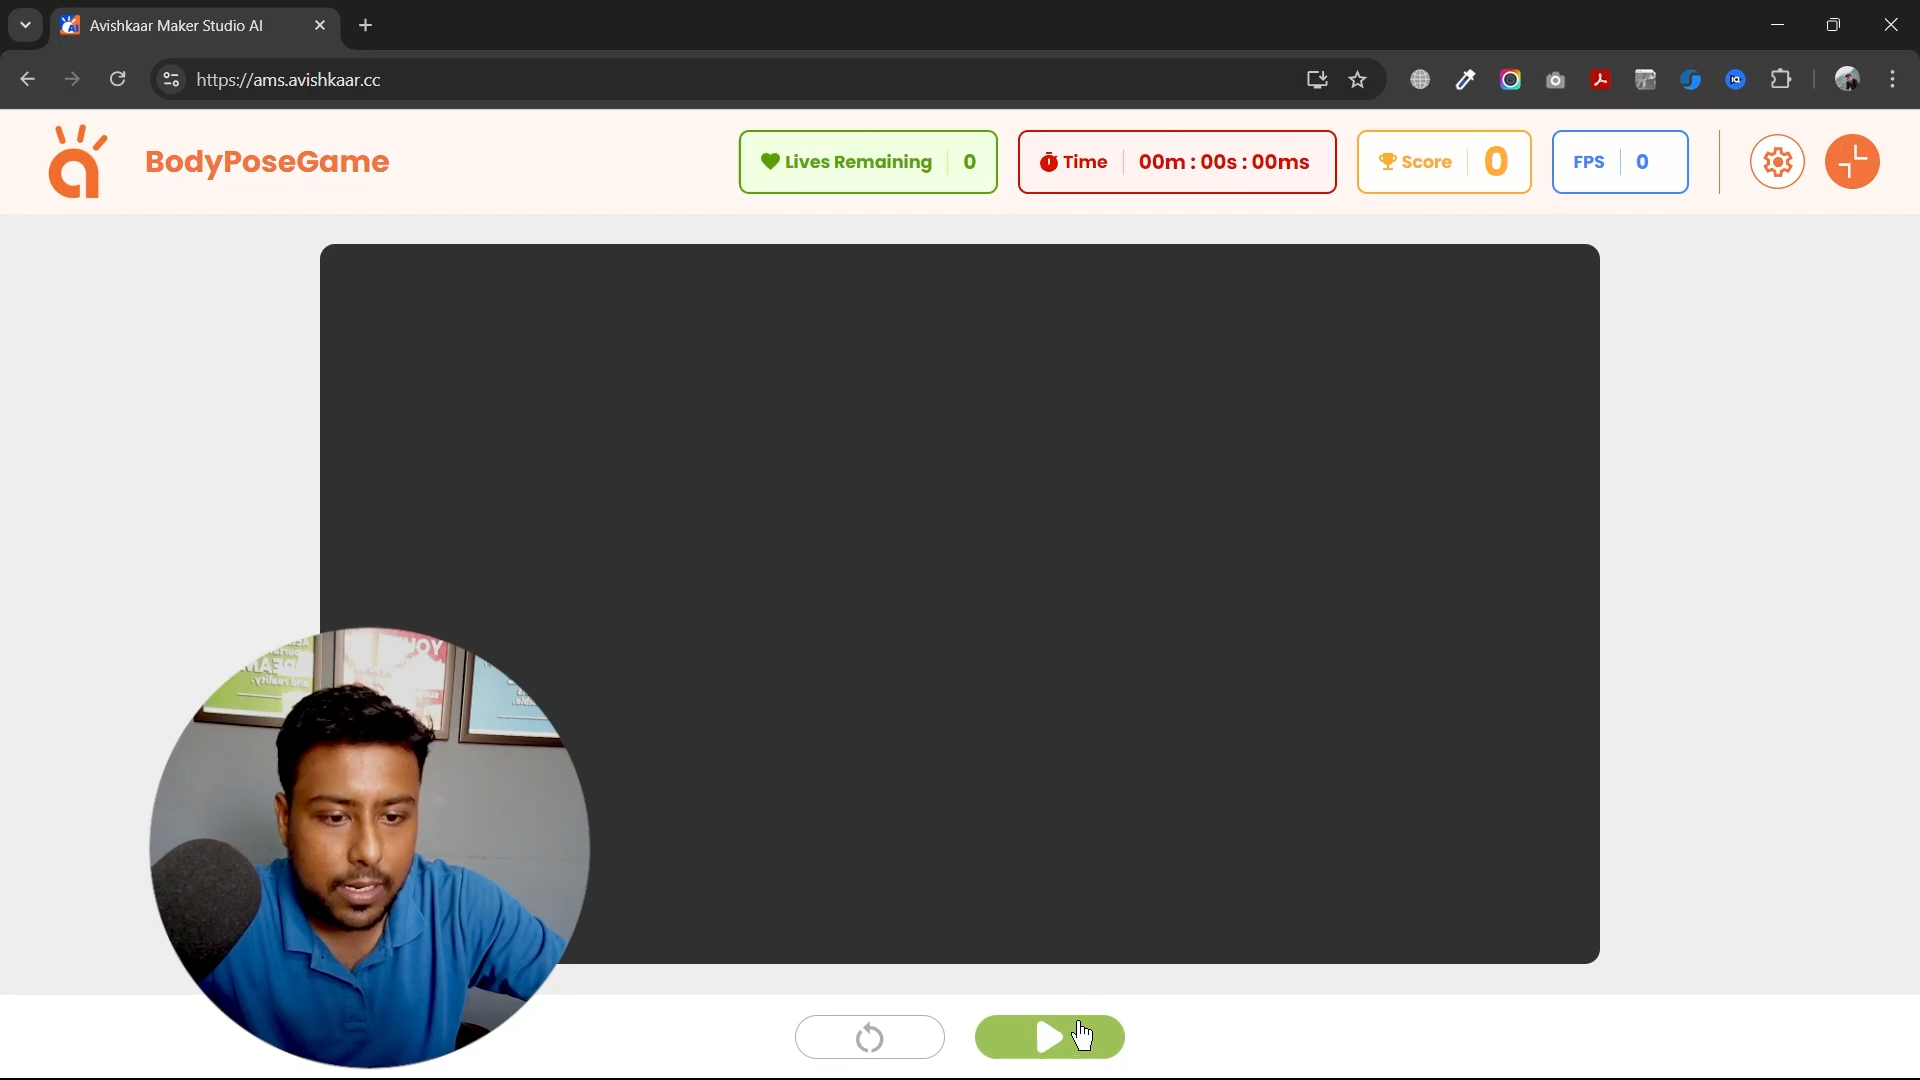 Avishkaar Maker Studio AI
https://ams.avishkaar.cc
BodyPoseGame
Lives Remaining 0
Time 00m : 00s : 00ms
Score 0
FPS 0